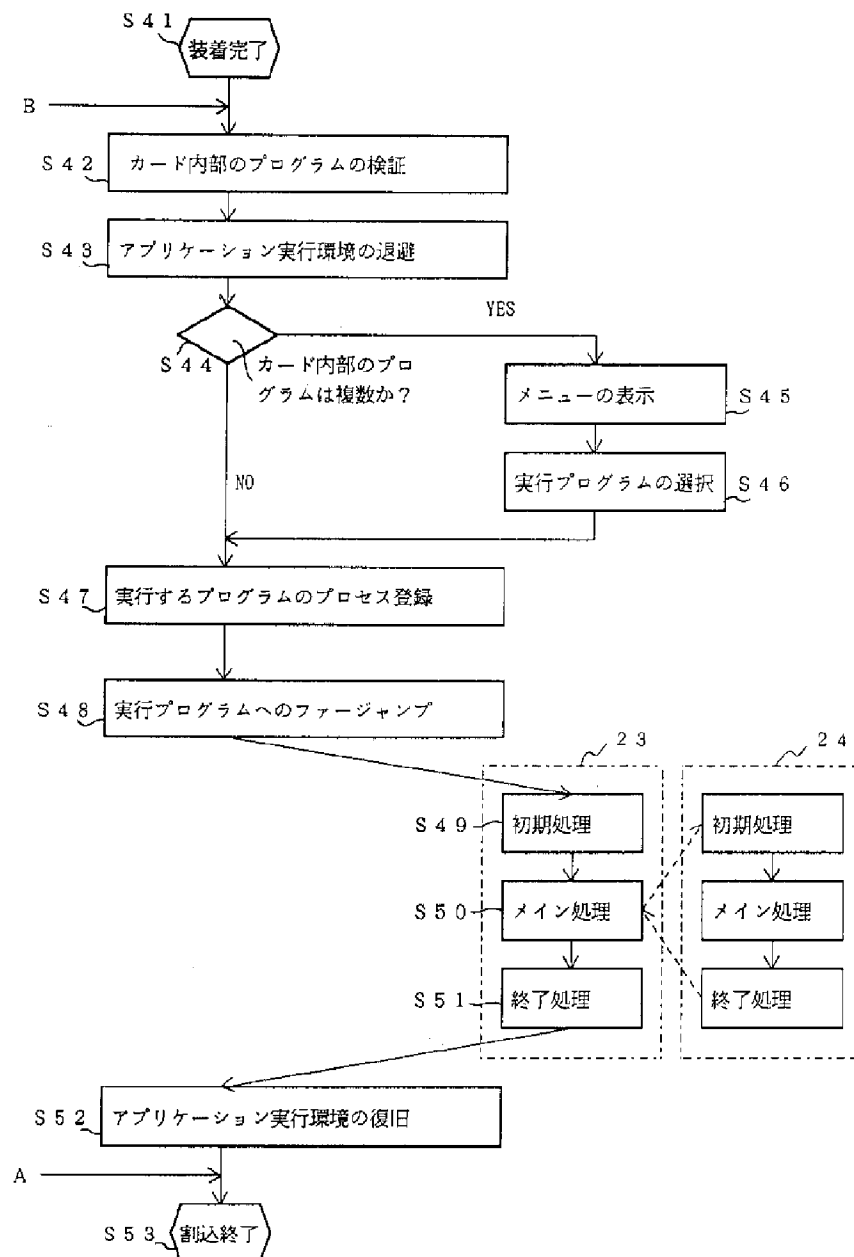 S41
装着完了
B
S42
カード内部のプログラムの検証
S43
アプリケーション実行環境の退避
YES
S44
カード内部のプロ
グラムは複数か?
メニューの表示
S45
実行プログラムの選択
S46
NO
S47
実行するプログラムのプロセス登録
S48
実行プログラムへのファージャンプ
23
24
S49
初期処理
初期処理
S50
メイン処理
メイン処理
S51
終了処理
終了処理
S52
アプリケーション実行環境の復旧
A
S53
割込終了